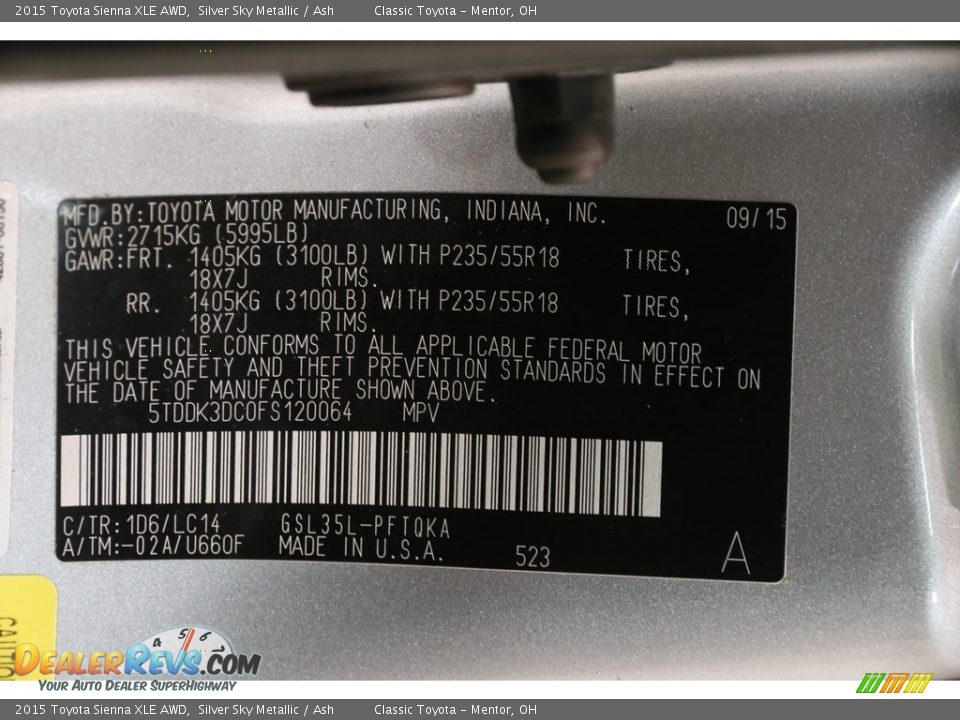 2015 Toyota Sienna XLE AWD, Silver Sky Metallic / Ash Classic Toyota - Mentor, OH
MFD.BY:TOYOTA MOTOR MANUFACTURING, INDIANA, INC. 09/15
GVWR:2715KG (5995LB)
GAWR:FRT. 1405KG (3100LB) WITH P235/55R18 TIRES,
18X7J RIMS.
RR. 1405KG (3100LB) WITH P235/55R18 TIRES,
18X7J RIMS.
THIS VEHICLE CONFORMS TO ALL APPLICABLE FEDERAL MOTOR
VEHICLE SAFETY AND THEFT PREVENTION STANDARDS IN EFFECT ON
THE DATE OF MANUFACTURE SHOWN ABOVE.
5TDDK3DC0FS120064 MPV
C/TR:1D6/LC14 GSL35L-PFTQKA
A/TM:-02A/U660F MADE IN U.S.A. 523 A
4 5 6 7
DEALERREVS.COM
YOUR AUTO DEALER SUPERHIGHWAY
2015 Toyota Sienna XLE AWD, Silver Sky Metallic / Ash Classic Toyota - Mentor, OH